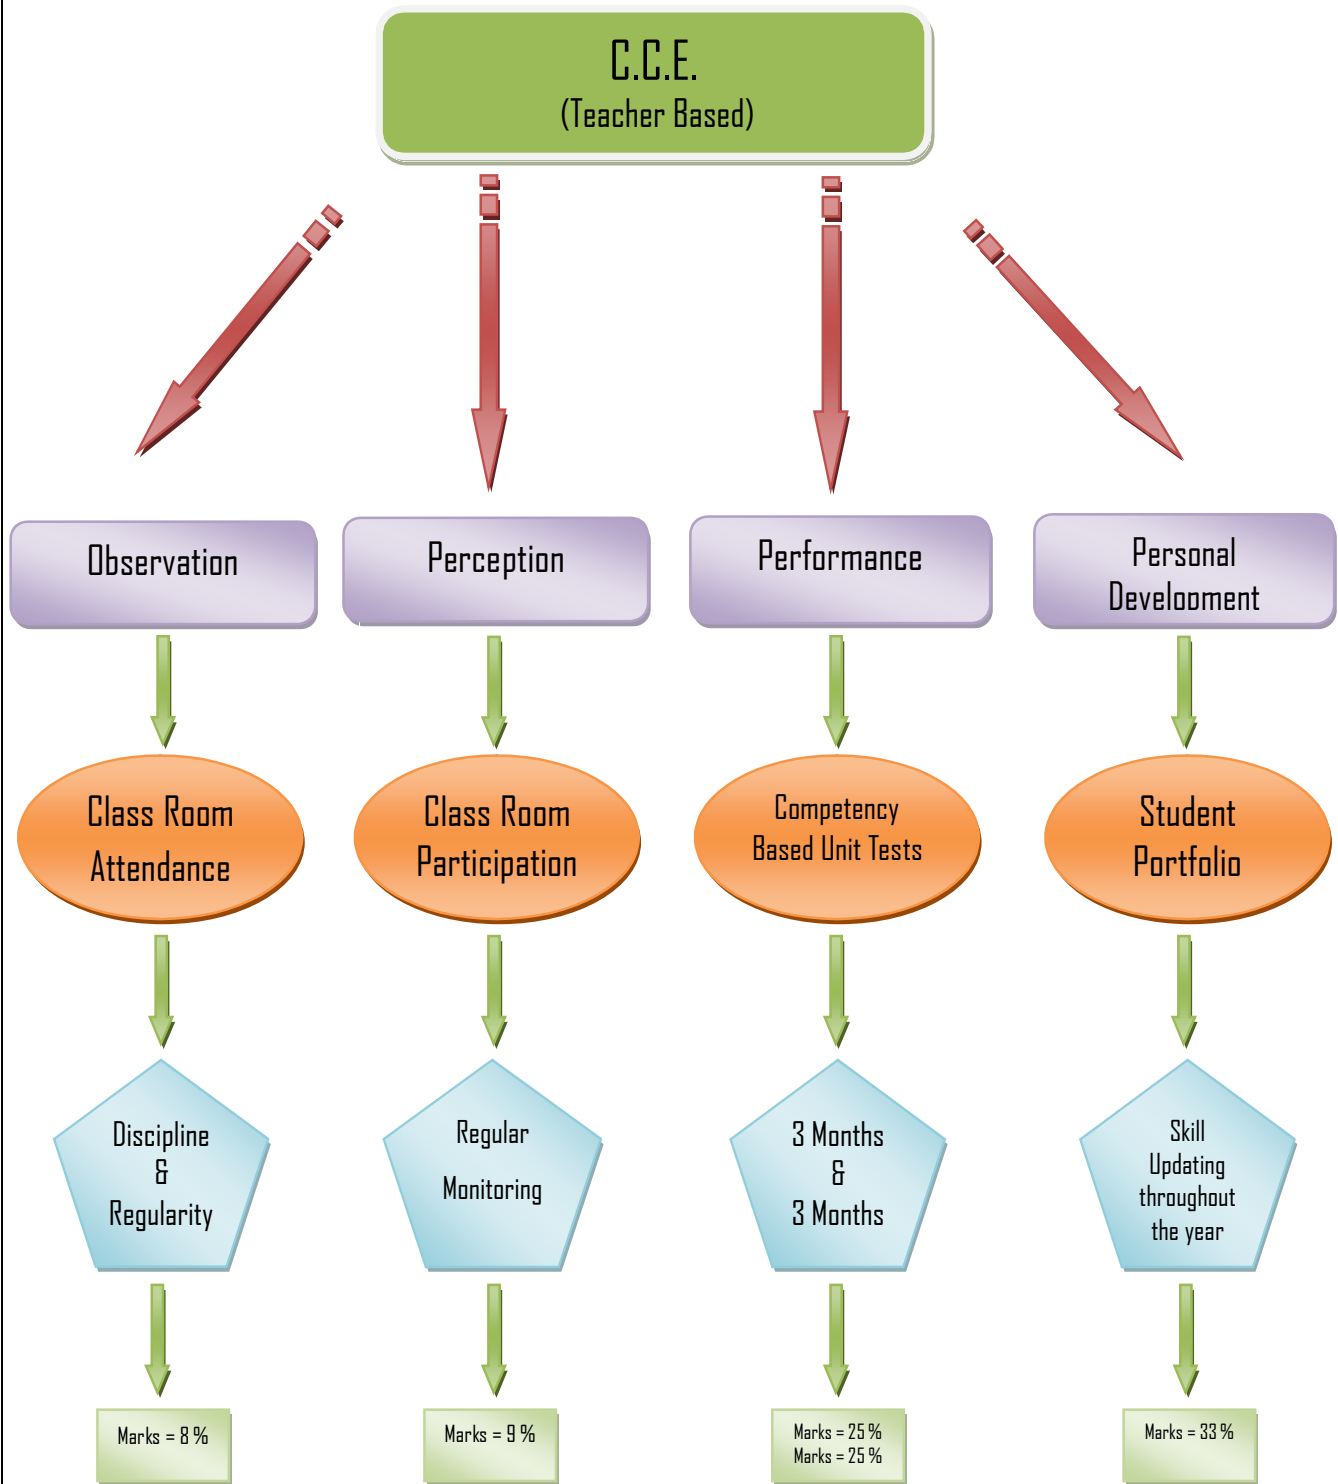 C.C.E.
(Teacher Based)
Observation
Perception
Performance
Personal
Development
Class Room
Attendance
Class Room
Participation
Competency
Based Unit Tests
Student
Portfolio
Discipline
&
Regularity
Regular
Monitoring
3 Months
&
3 Months
Skill
Updating
throughout
the year
Marks = 8 %
Marks = 9 %
Marks = 25 %
Marks = 25 %
Marks = 33 %